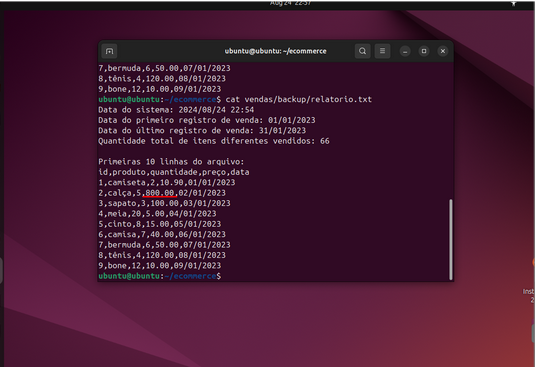 Aug 24 22:57
ubuntu@ubuntu: ~/ecommerce
7,bermuda,6,50.00,07/01/2023
8,tênis,4,120.00,08/01/2023
9,bone,12,10.00,09/01/2023
ubuntu@ubuntu:~/ecommerce$ cat vendas/backup/relatorio.txt
Data do sistema: 2024/08/24 22:54
Data do primeiro registro de venda: 01/01/2023
Data do último registro de venda: 31/01/2023
Quantidade total de itens diferentes vendidos: 66
Primeiras 10 linhas do arquivo:
id,produto,quantidade,preço,data
1,camiseta,2,10.90,01/01/2023
2,calça,5,800.00,02/01/2023
3,sapato,3,100.00,03/01/2023
4,meia,20,5.00,04/01/2023
5,cinto,8,15.00,05/01/2023
6,camisa,7,40.00,06/01/2023
7,bermuda,6,50.00,07/01/2023
8,tênis,4,120.00,08/01/2023
9,bone,12,10.00,09/01/2023
ubuntu@ubuntu:~/ecommerce$
Inst
2